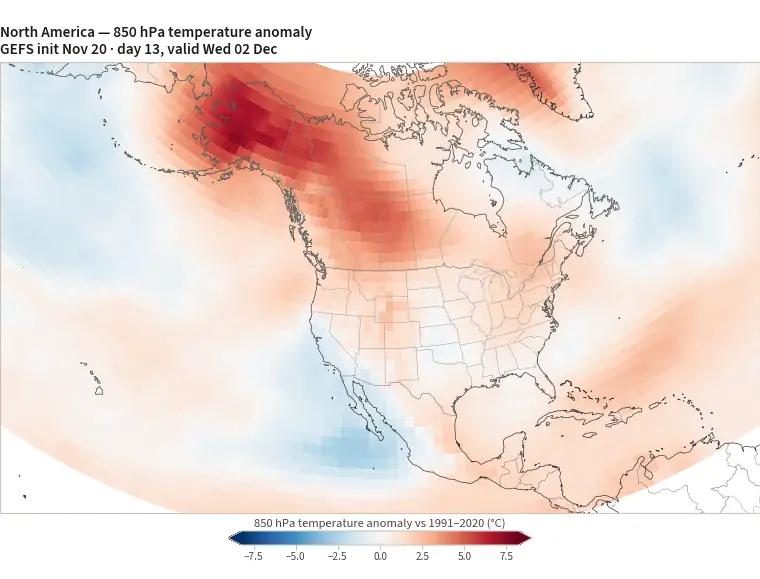 North America — 850 hPa temperature anomaly
GEFS init Nov 20 · day 13, valid Wed 02 Dec
850 hPa temperature anomaly vs 1991–2020 (°C)
−7.5 −5.0 −2.5 0.0 2.5 5.0 7.5